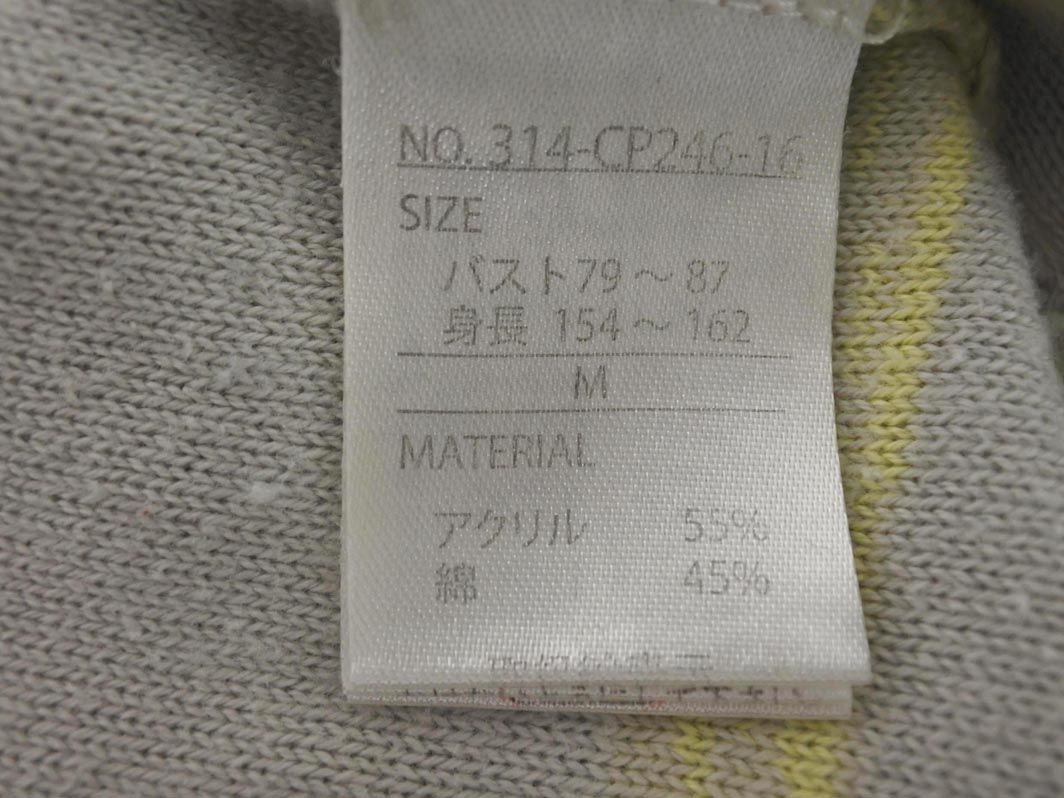 NO. 314-CP246-16
SIZE
バスト79～87
身長 154～162
M
MATERIAL
アクリル 55%
綿 45%